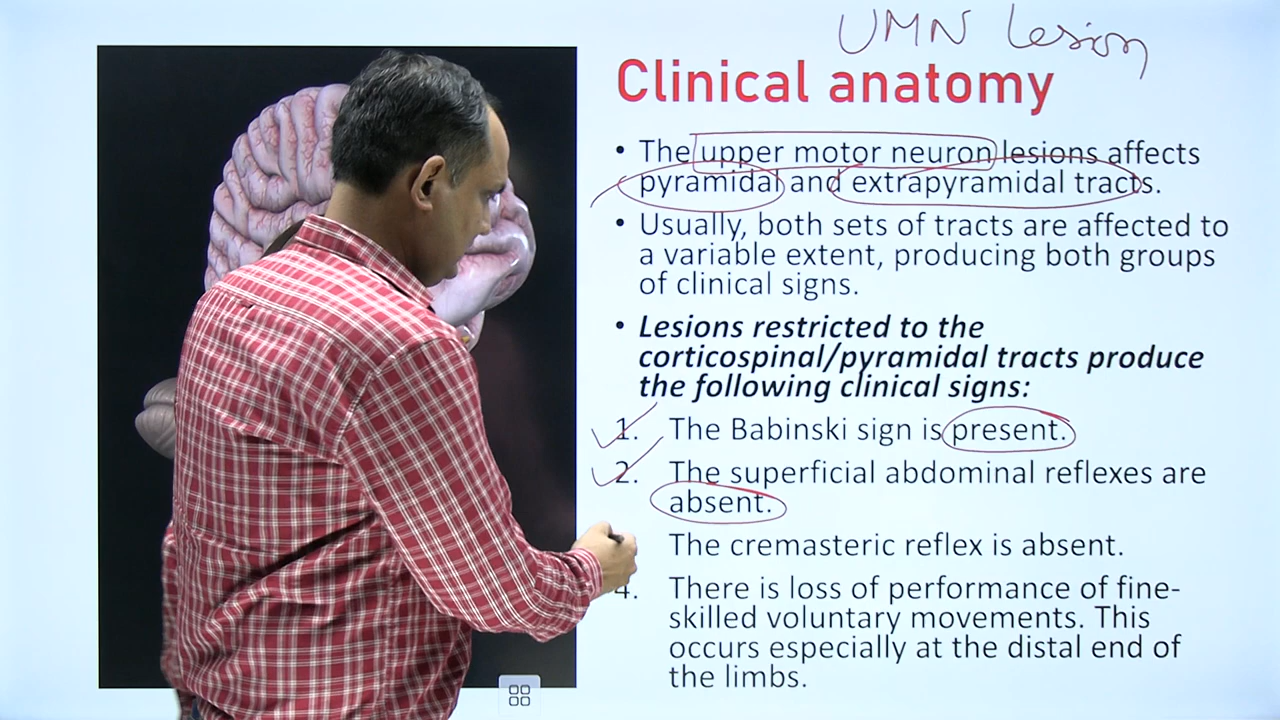 UMN Lesion
Clinical anatomy
• The upper motor neuron lesions affects
pyramidal and extrapyramidal tracts.
• Usually, both sets of tracts are affected to
a variable extent, producing both groups
of clinical signs.
• Lesions restricted to the
corticospinal/pyramidal tracts produce
the following clinical signs:
1. The Babinski sign is present.
2. The superficial abdominal reflexes are
absent.
The cremasteric reflex is absent.
4. There is loss of performance of fine-
skilled voluntary movements. This
occurs especially at the distal end of
the limbs.